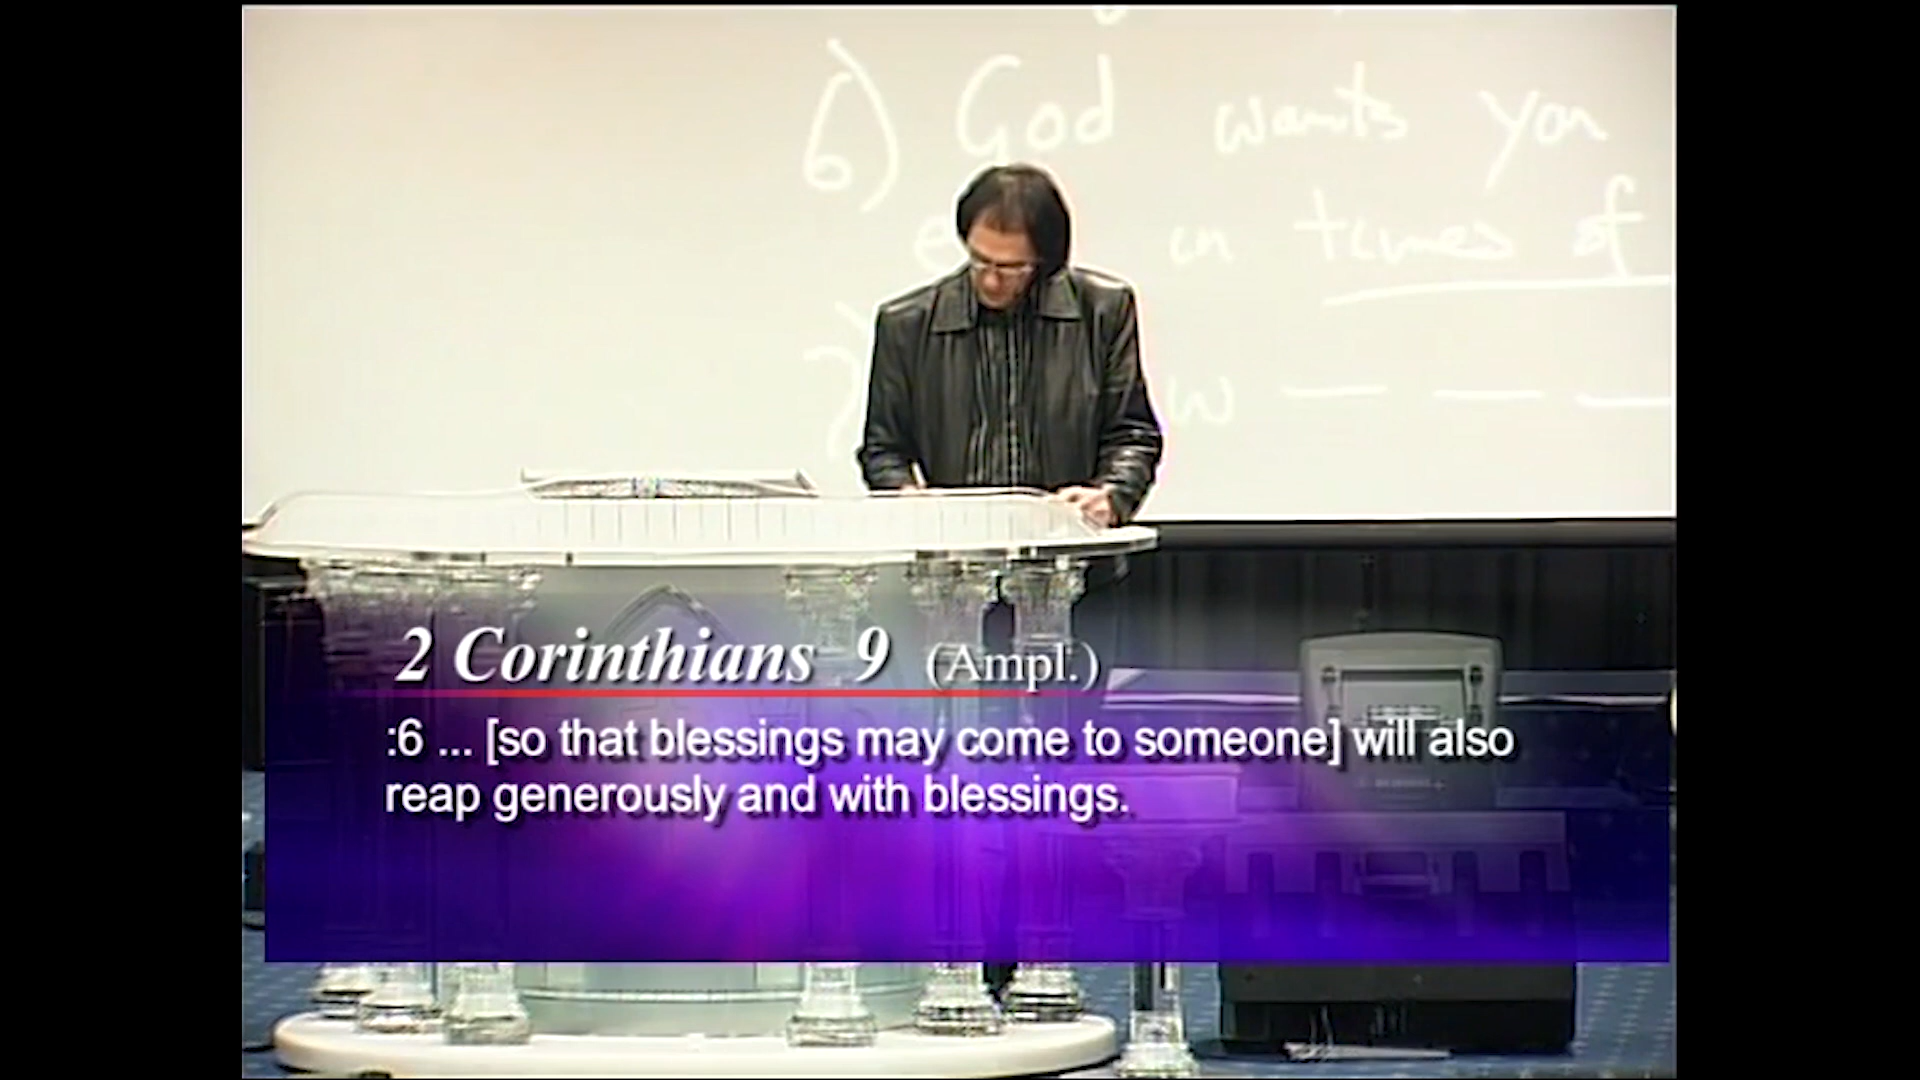 6) God wants you
in times of
w — — —
2 Corinthians 9 (Ampl.)
:6 ... [so that blessings may come to someone] will also
reap generously and with blessings.